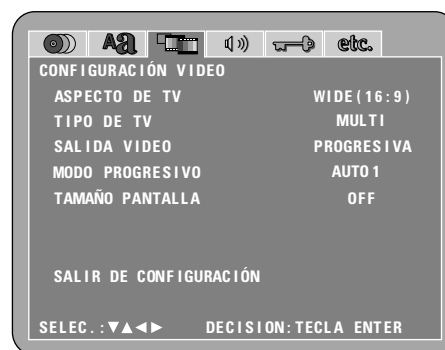 Aa etc.
CONFIGURACIÓN VIDEO
ASPECTO DE TV WIDE(16:9)
TIPO DE TV MULTI
SALIDA VIDEO PROGRESIVA
MODO PROGRESIVO AUTO1
TAMAÑO PANTALLA OFF
SALIR DE CONFIGURACIÓN
SELEC.:▼▲◄► DECISION:TECLA ENTER